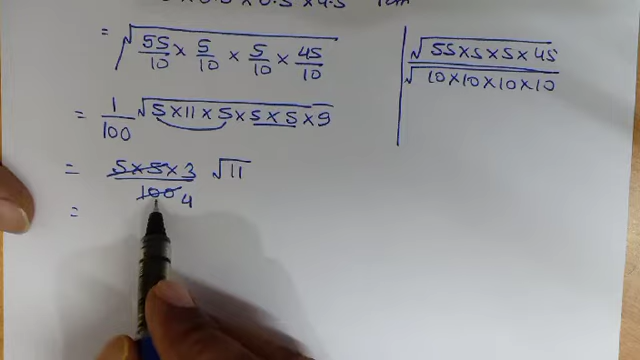 = √55/10 × 5/10 × 5/10 × 45/10
= 1/100 √5×11×5×5×5×9
= 5×5×3/100 4 √11
=
√55×5×5×45
√10×10×10×10